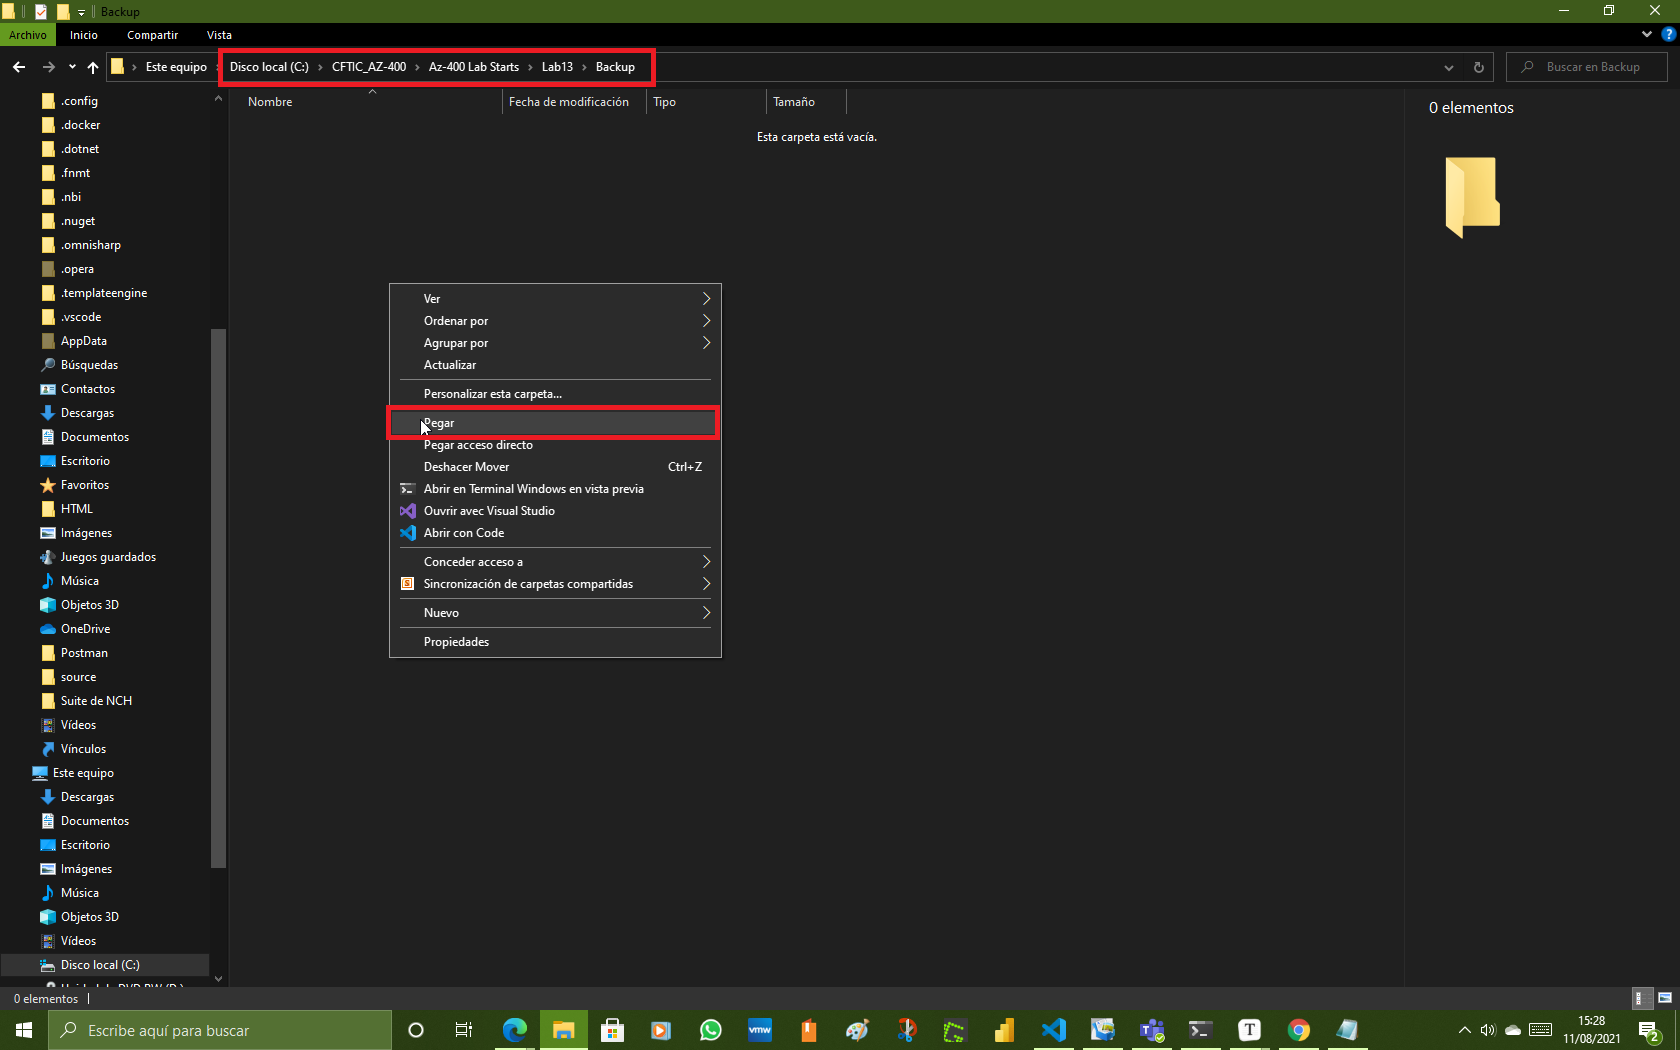 Backup
Archivo Inicio Compartir Vista
Este equipo Disco local (C:) CFTIC_AZ-400 Az-400 Lab Starts Lab13 Backup
Buscar en Backup
Nombre Fecha de modificación Tipo Tamaño
Esta carpeta está vacía.
0 elementos
.config
.docker
.dotnet
.fnmt
.nbi
.nuget
.omnisharp
.opera
.templateengine
.vscode
AppData
Búsquedas
Contactos
Descargas
Documentos
Escritorio
Favoritos
HTML
Imágenes
Juegos guardados
Música
Objetos 3D
OneDrive
Postman
source
Suite de NCH
Vídeos
Vínculos
Este equipo
Descargas
Documentos
Escritorio
Imágenes
Música
Objetos 3D
Vídeos
Disco local (C:)
Ver
Ordenar por
Agrupar por
Actualizar
Personalizar esta carpeta...
Pegar
Pegar acceso directo
Deshacer Mover Ctrl+Z
Abrir en Terminal Windows en vista previa
Ouvrir avec Visual Studio
Abrir con Code
Conceder acceso a
Sincronización de carpetas compartidas
Nuevo
Propiedades
0 elementos
Escribe aquí para buscar
vmw
T
15:28
11/08/2021
2